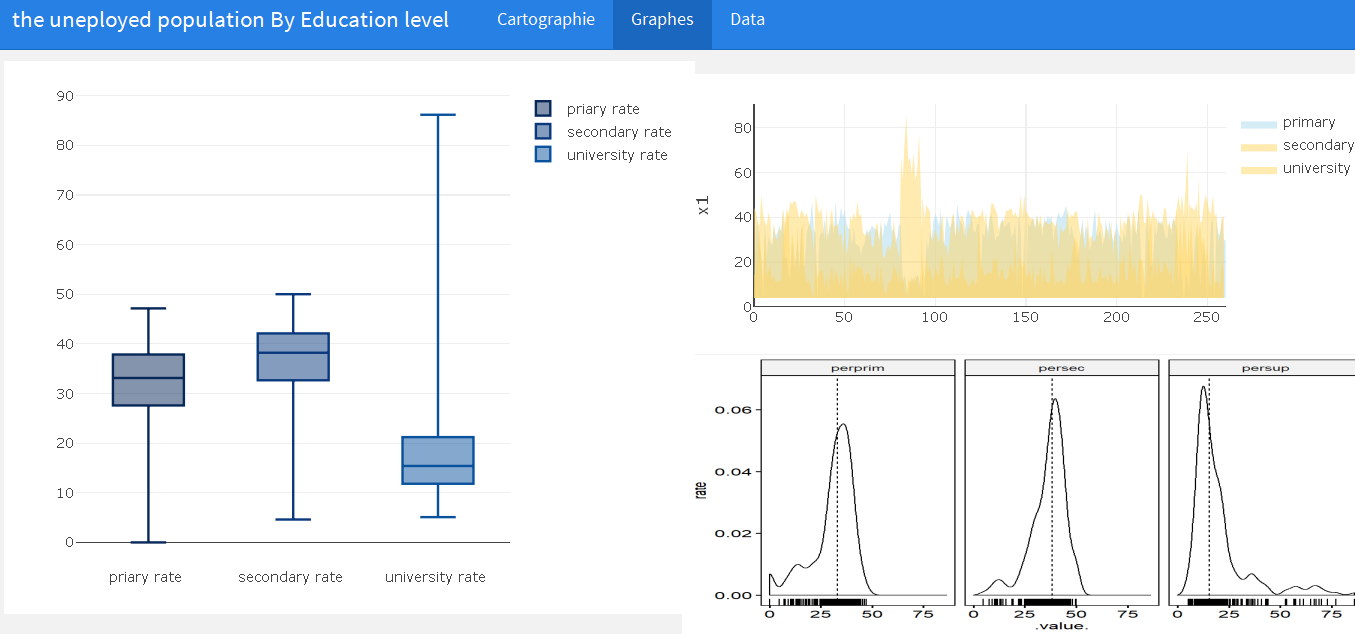 the uneployed population By Education level Cartographie Graphes Data
90
80
70
60
50
40
30
20
10
0
priary rate secondary rate university rate
priary rate
secondary rate
university rate
x1
80
60
40
20
0
0 50 100 150 200 250
primary
secondary
university
perprim persec persup
rate
0.06
0.04
0.02
0.00
0 25 50 75 0 25 50 75 0 25 50 75
.value.